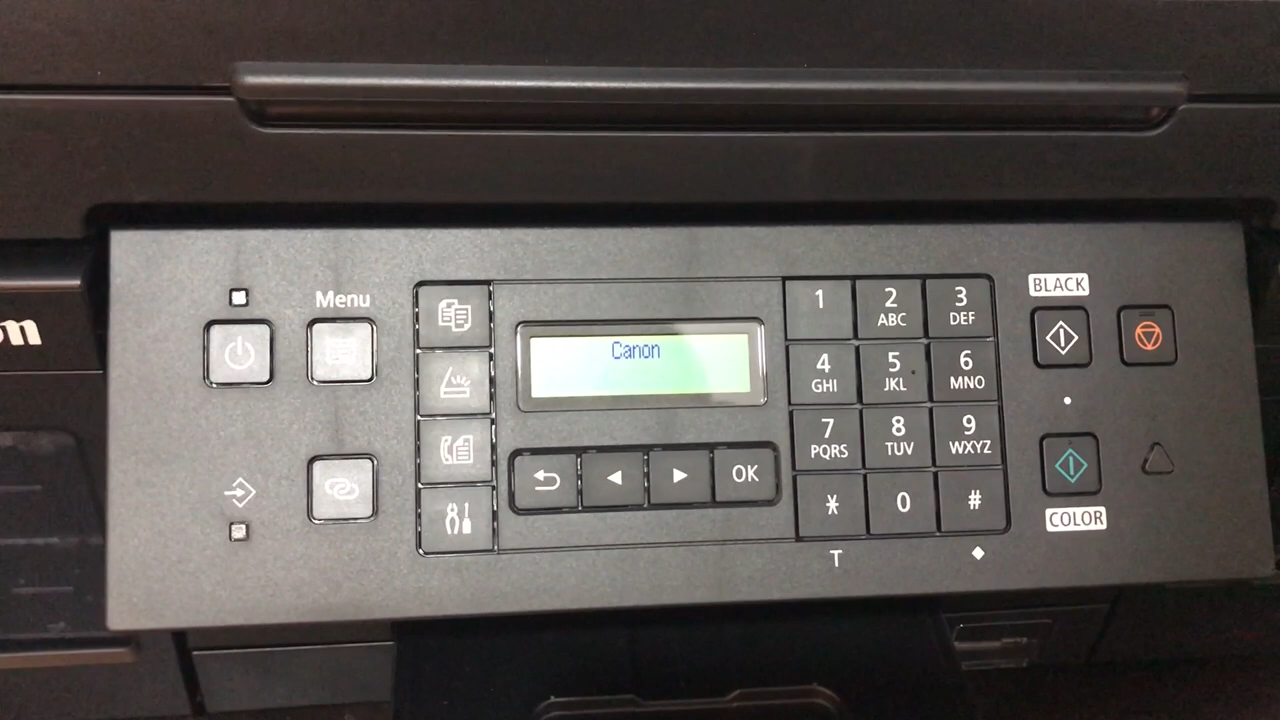 on
Menu
Canon
OK
1
2
ABC
3
DEF
4
GHI
5
JKL
6
MNO
7
PQRS
8
TUV
9
WXYZ
*
0
#
T
BLACK
COLOR